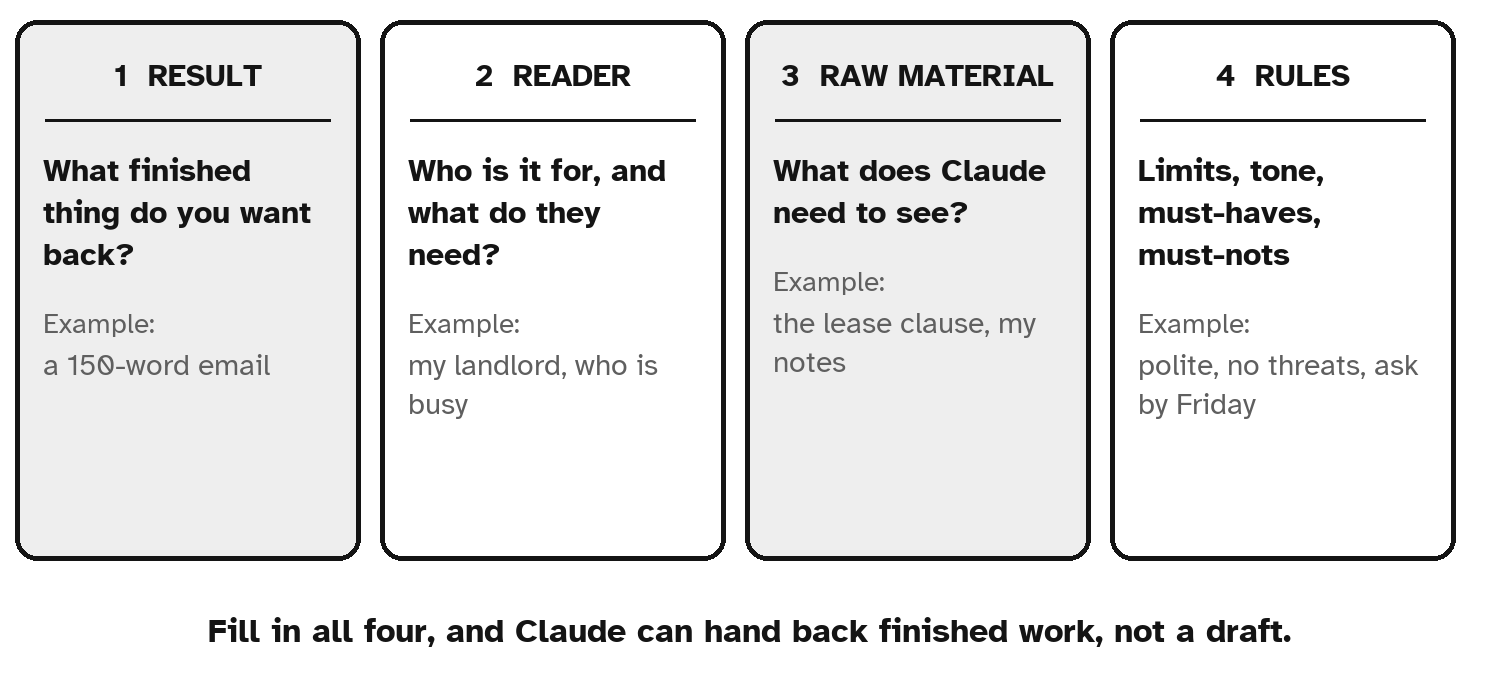 1 RESULT
What finished
thing do you want
back?
Example:
a 150-word email
2 READER
Who is it for, and
what do they
need?
Example:
my landlord, who is
busy
3 RAW MATERIAL
What does Claude
need to see?
Example:
the lease clause, my
notes
4 RULES
Limits, tone,
must-haves,
must-nots
Example:
polite, no threats, ask
by Friday
Fill in all four, and Claude can hand back finished work, not a draft.